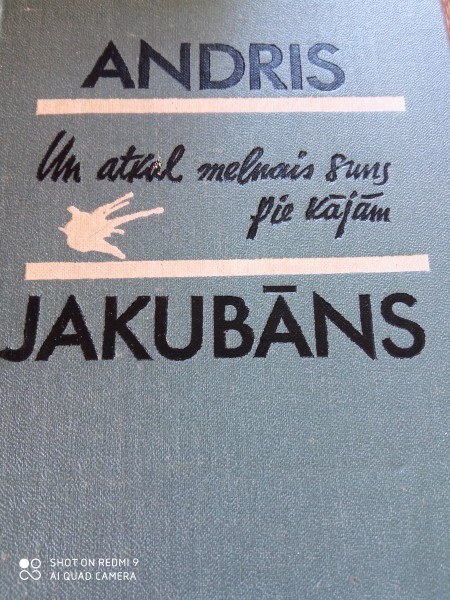 ANDRIS
Un atkal melnais suns
pie kājām
JAKUBĀNS
SHOT ON REDMI 9
AI QUAD CAMERA